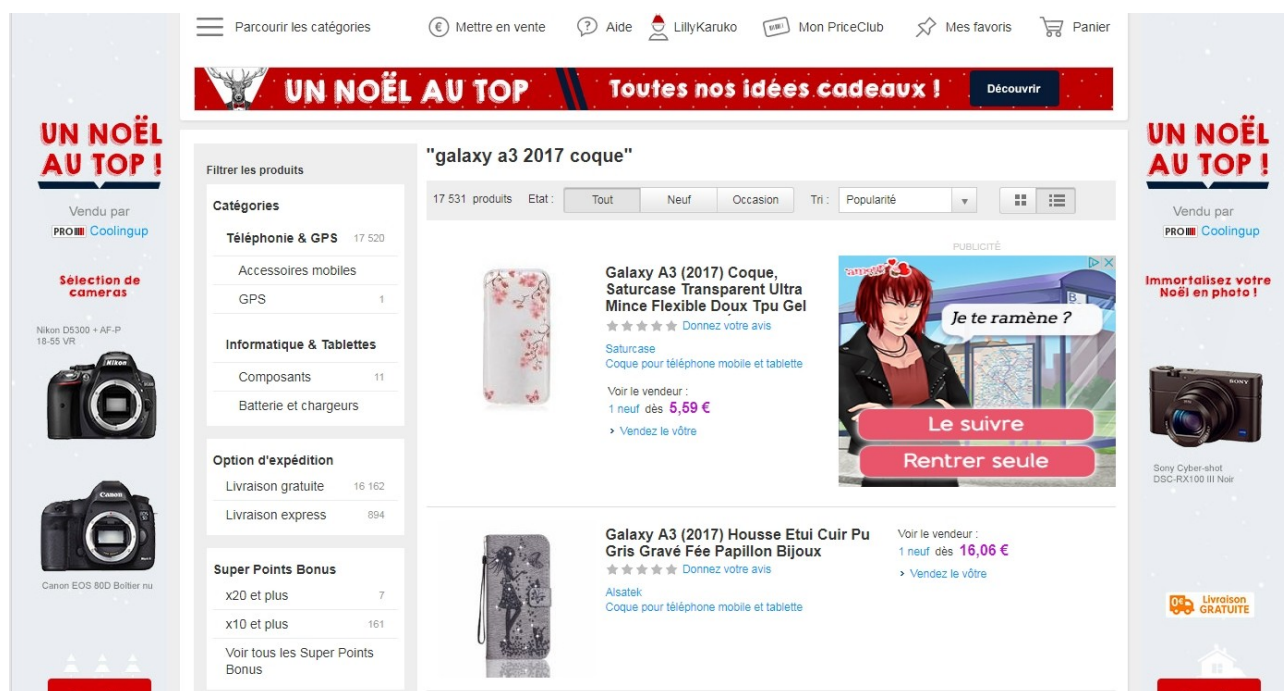 Parcourir les catégories
Mettre en vente
Aide
LillyKaruko
Mon PriceClub
Mes favoris
Panier
UN NOËL AU TOP
Toutes nos idées cadeaux !
Découvrir
UN NOËL
AU TOP !
Vendu par
PRO Coolingup
Sélection de
cameras
Nikon D5300 + AF-P
18-55 VR
Nikon
Canon
Canon EOS 80D Boîtier nu
Filtrer les produits
Catégories
Téléphonie & GPS 17 520
Accessoires mobiles
GPS 1
Informatique & Tablettes
Composants 11
Batterie et chargeurs
Option d'expédition
Livraison gratuite 16 162
Livraison express 894
Super Points Bonus
x20 et plus 7
x10 et plus 161
Voir tous les Super Points
Bonus
"galaxy a3 2017 coque"
17 531 produits Etat : Tout Neuf Occasion Tri : Popularité
Galaxy A3 (2017) Coque,
Saturcase Transparent Ultra
Mince Flexible Doux Tpu Gel
Donnez votre avis
Saturcase
Coque pour téléphone mobile et tablette
Voir le vendeur :
1 neuf dès 5,59 €
Vendez le vôtre
PUBLICITÉ
Je te ramène ?
Le suivre
Rentrer seule
Galaxy A3 (2017) Housse Etui Cuir Pu
Gris Gravé Fée Papillon Bijoux
Donnez votre avis
Alsatek
Coque pour téléphone mobile et tablette
Voir le vendeur :
1 neuf dès 16,06 €
Vendez le vôtre
UN NOËL
AU TOP !
Vendu par
PRO Coolingup
Immortalisez votre
Noël en photo !
SONY
Sony Cyber-shot
DSC-RX100 III Noir
0€ Livraison
GRATUITE